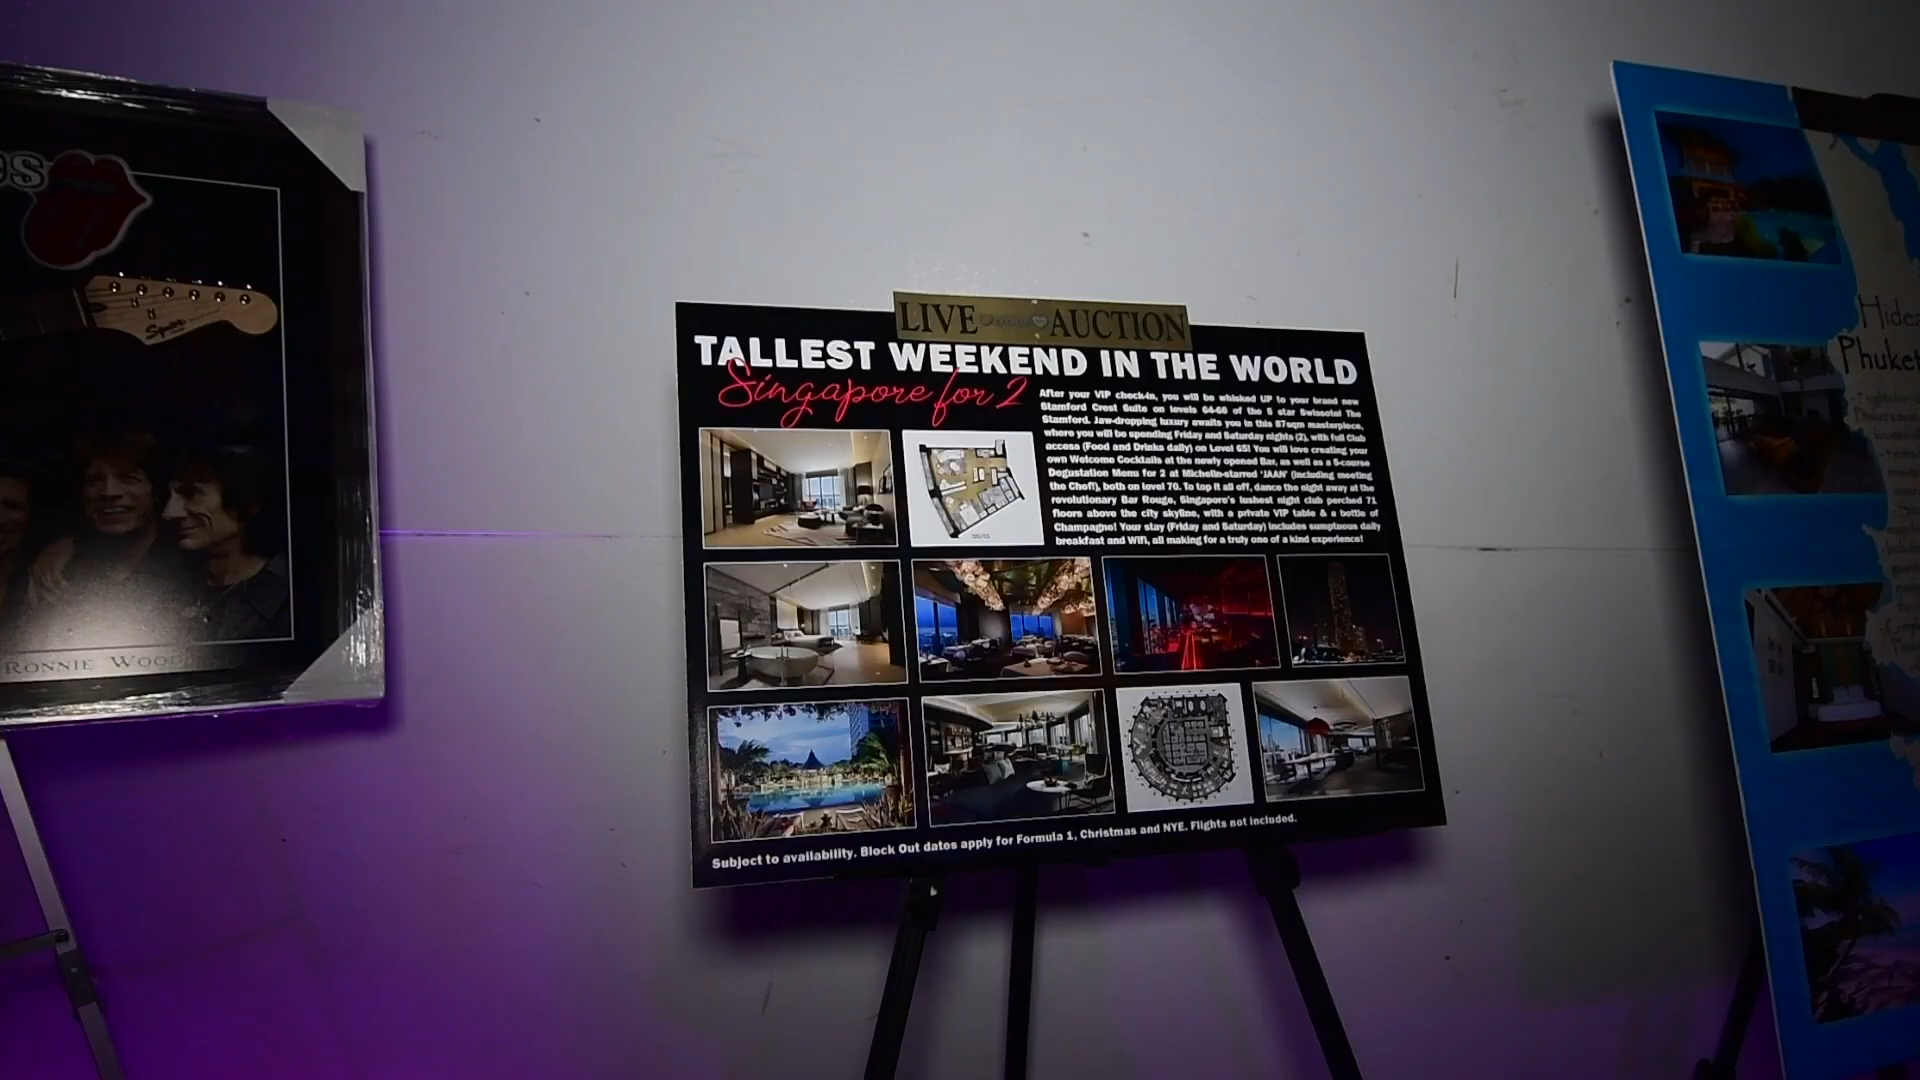 Squier
RONNIE WOOD
LIVE AUCTION
TALLEST WEEKEND IN THE WORLD
Singapore for 2
After your VIP check-in, you will be whisked UP to your brand new
Stamford Crest Suite on levels 64-66 of the 5 star Swissotel The
Stamford. Jaw-dropping luxury awaits you in this 87sqm masterpiece,
where you will be spending Friday and Saturday nights (2), with full Club
access (Food and Drinks daily) on Level 65! You will love creating your
own Welcome Cocktails at the newly opened Bar, as well as a 5-course
Degustation Menu for 2 at Michelin-starred 'JAAN' (including meeting
the Chef!), both on level 70. To top it all off, dance the night away at the
revolutionary Bar Rouge, Singapore's lushest night club perched 71
floors above the city skyline, with a private VIP table & a bottle of
Champagne! Your stay (Friday and Saturday) includes sumptuous daily
breakfast and Wifi, all making for a truly one of a kind experience!
Subject to availability, Block Out dates apply for Formula 1, Christmas and NYE. Flights not included.
Phuket